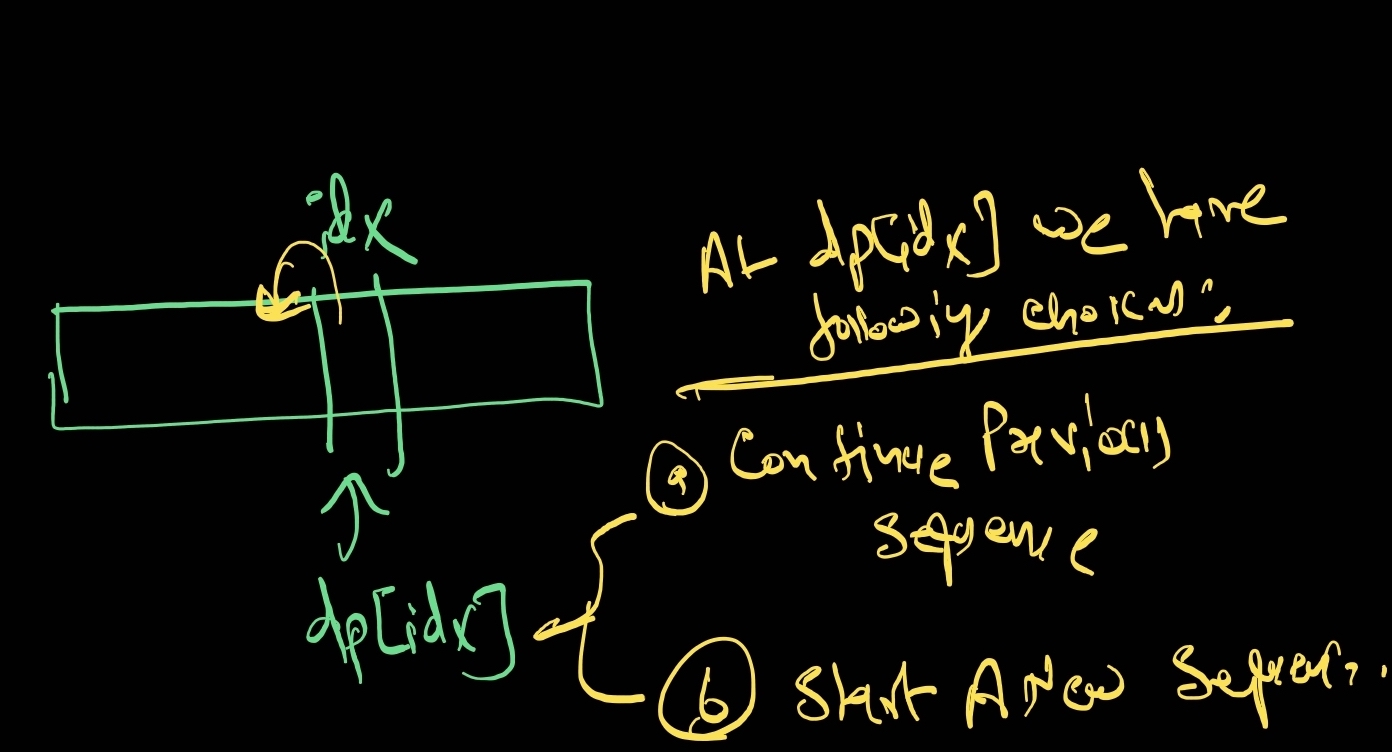 idx
At dp[idx] we have
following choices:
dp[idx]
a Continue Previous
Sequence
b Start A New Sequence.